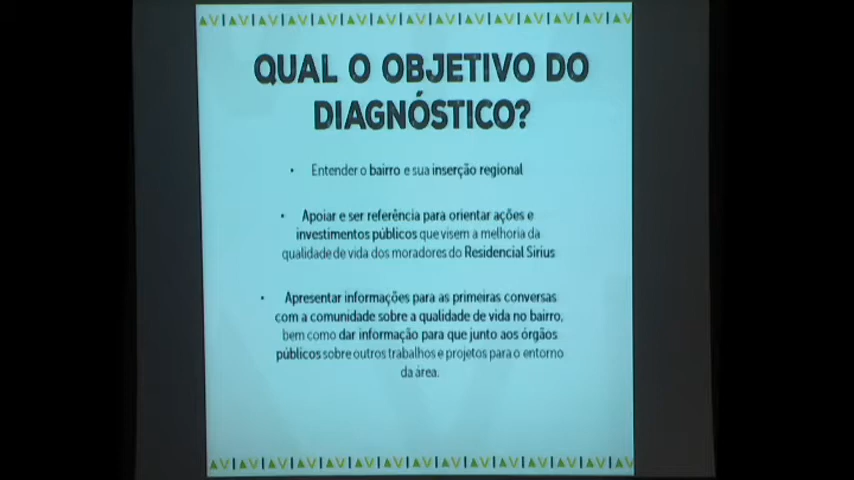 QUAL O OBJETIVO DO
DIAGNÓSTICO?
• Entender o bairro e sua inserção regional
• Apoiar e ser referência para orientar ações e
investimentos públicos que visem a melhoria da
qualidade de vida dos moradores do Residencial Sirius
• Apresentar informações para as primeiras conversas
com a comunidade sobre a qualidade de vida no bairro,
bem como dar informação para que junto aos órgãos
públicos sobre outros trabalhos e projetos para o entorno
da área.